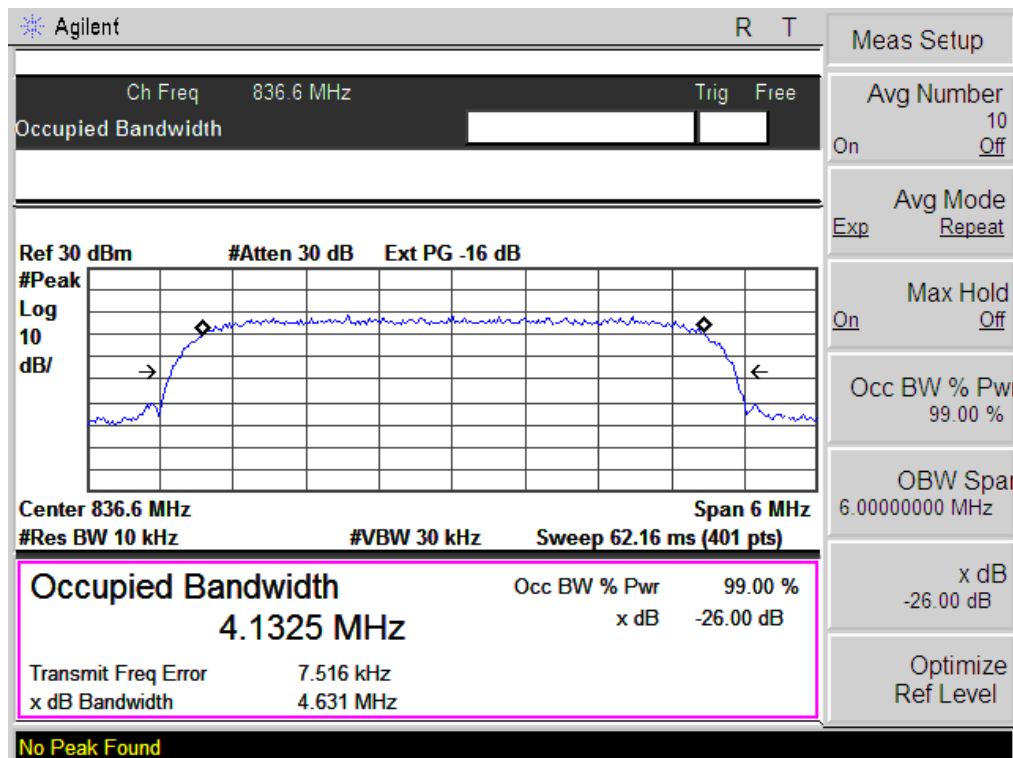 Agilent R T
Ch Freq 836.6 MHz Trig Free
Occupied Bandwidth
Ref 30 dBm #Atten 30 dB Ext PG -16 dB
#Peak
Log
10
dB/
Center 836.6 MHz Span 6 MHz
#Res BW 10 kHz #VBW 30 kHz Sweep 62.16 ms (401 pts)
Occupied Bandwidth
4.1325 MHz
Occ BW % Pwr 99.00 %
x dB -26.00 dB
Transmit Freq Error 7.516 kHz
x dB Bandwidth 4.631 MHz
No Peak Found
Meas Setup
Avg Number
10
On Off
Avg Mode
Exp Repeat
Max Hold
On Off
Occ BW % Pwr
99.00 %
OBW Span
6.00000000 MHz
x dB
-26.00 dB
Optimize
Ref Level